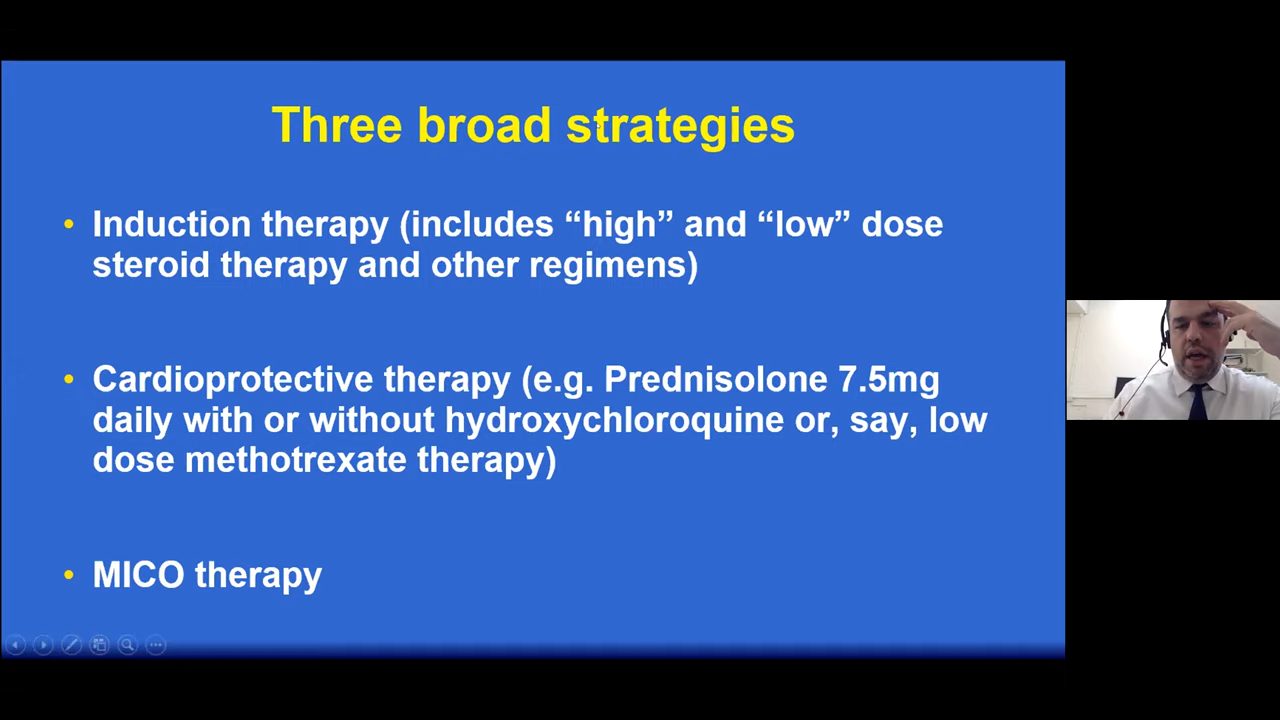 Three broad strategies
• Induction therapy (includes “high” and “low” dose
steroid therapy and other regimens)
• Cardioprotective therapy (e.g. Prednisolone 7.5mg
daily with or without hydroxychloroquine or, say, low
dose methotrexate therapy)
• MICO therapy